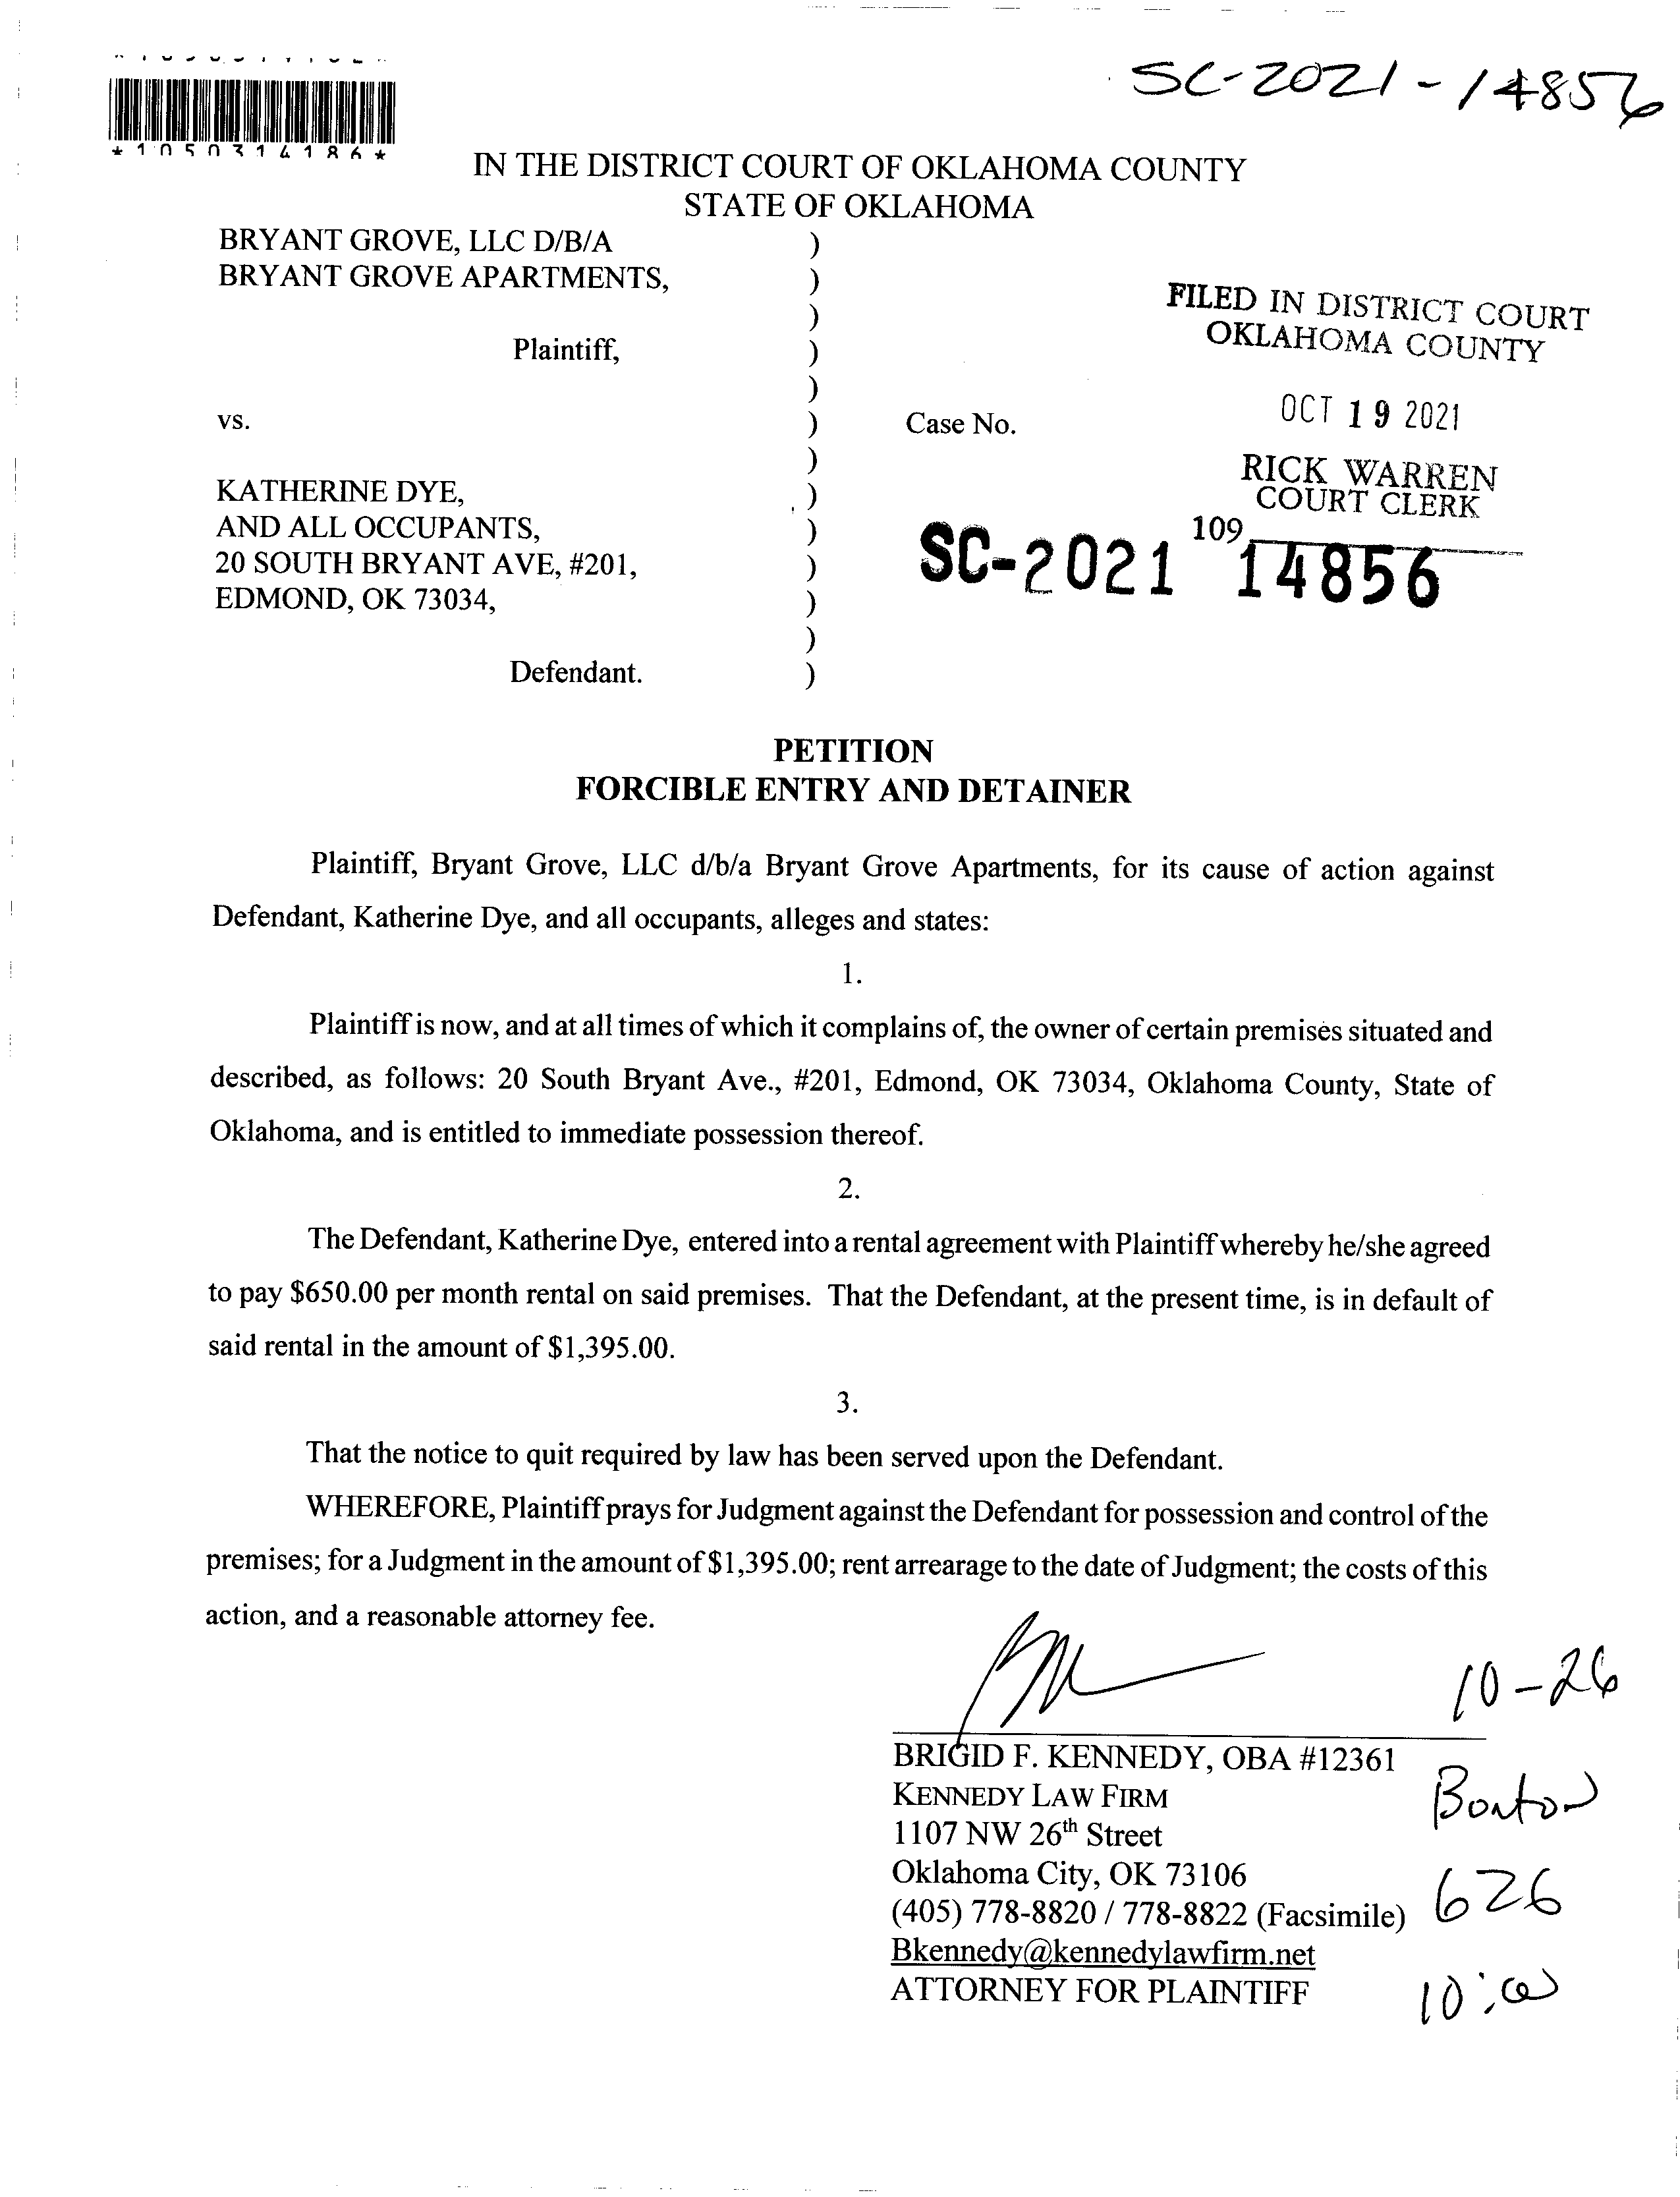 SC-2021-14856
*1050314186*
IN THE DISTRICT COURT OF OKLAHOMA COUNTY
STATE OF OKLAHOMA
BRYANT GROVE, LLC D/B/A )
BRYANT GROVE APARTMENTS, )
)
FILED IN DISTRICT COURT
OKLAHOMA COUNTY
Plaintiff, )
)
vs. ) Case No.
OCT 19 2021
)
RICK WARREN
COURT CLERK
KATHERINE DYE, )
AND ALL OCCUPANTS, )
109
20 SOUTH BRYANT AVE, #201, )
SC-2021 14856
EDMOND, OK 73034, )
)
Defendant. )
PETITION
FORCIBLE ENTRY AND DETAINER
Plaintiff, Bryant Grove, LLC d/b/a Bryant Grove Apartments, for its cause of action against
Defendant, Katherine Dye, and all occupants, alleges and states:
1.
Plaintiff is now, and at all times of which it complains of, the owner of certain premises situated and
described, as follows: 20 South Bryant Ave., #201, Edmond, OK 73034, Oklahoma County, State of
Oklahoma, and is entitled to immediate possession thereof.
2.
The Defendant, Katherine Dye, entered into a rental agreement with Plaintiff whereby he/she agreed
to pay $650.00 per month rental on said premises. That the Defendant, at the present time, is in default of
said rental in the amount of $1,395.00.
3.
That the notice to quit required by law has been served upon the Defendant.
WHEREFORE, Plaintiff prays for Judgment against the Defendant for possession and control of the
premises; for a Judgment in the amount of $1,395.00; rent arrearage to the date of Judgment; the costs of this
action, and a reasonable attorney fee.
10-26
BRIGID F. KENNEDY, OBA #12361
KENNEDY LAW FIRM
1107 NW 26th Street
Oklahoma City, OK 73106
(405) 778-8820 / 778-8822 (Facsimile)
626
Bkennedy@kennedylawfirm.net
ATTORNEY FOR PLAINTIFF
10:00